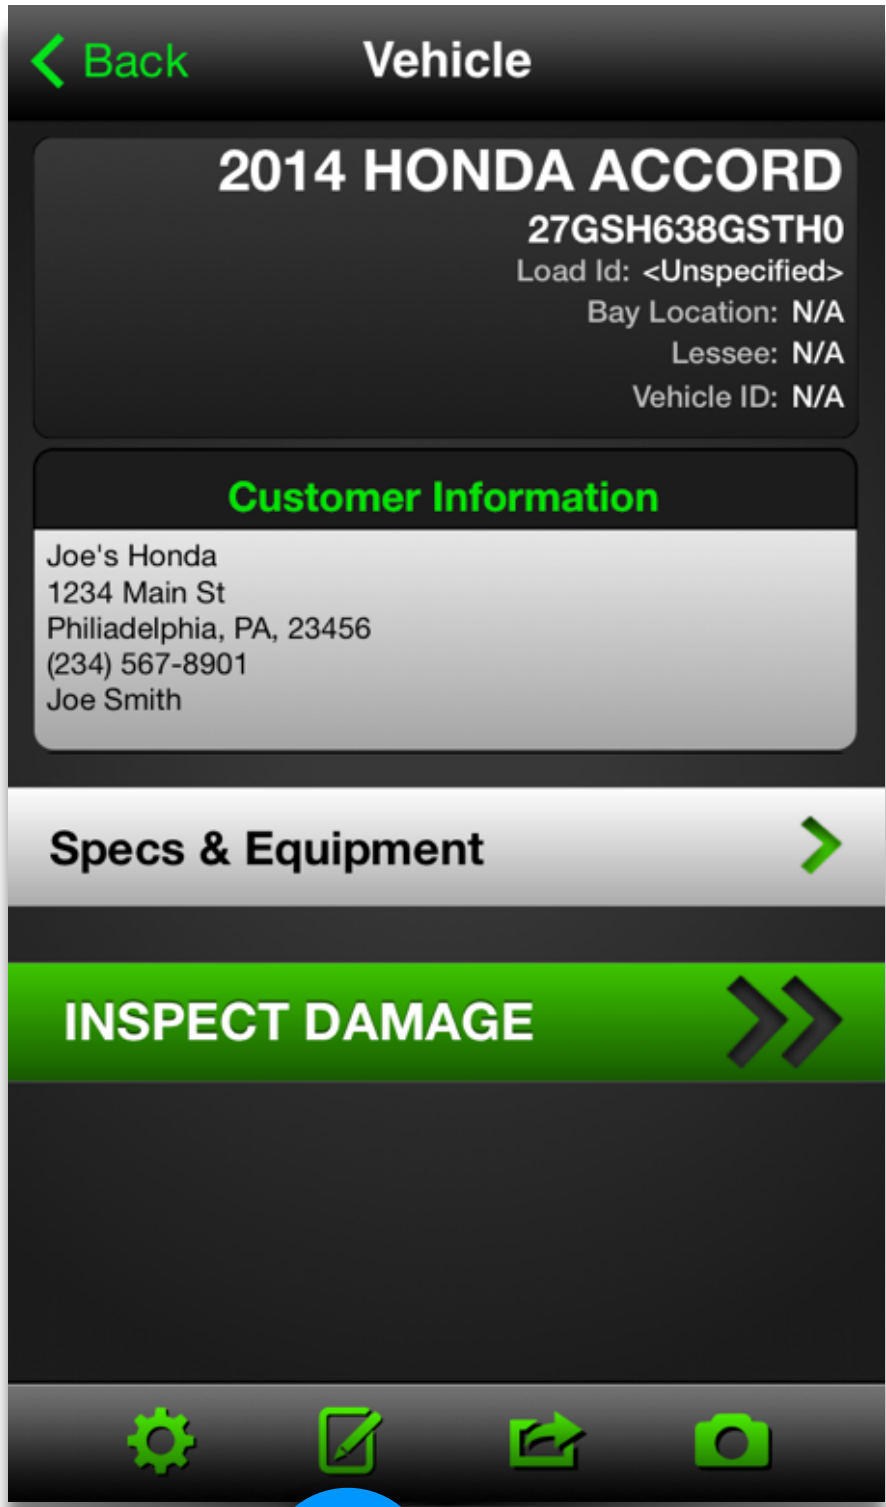 Back Vehicle
2014 HONDA ACCORD
27GSH638GSTH0
Load Id: <Unspecified>
Bay Location: N/A
Lessee: N/A
Vehicle ID: N/A
Customer Information
Joe's Honda
1234 Main St
Philiadelphia, PA, 23456
(234) 567-8901
Joe Smith
Specs & Equipment
INSPECT DAMAGE